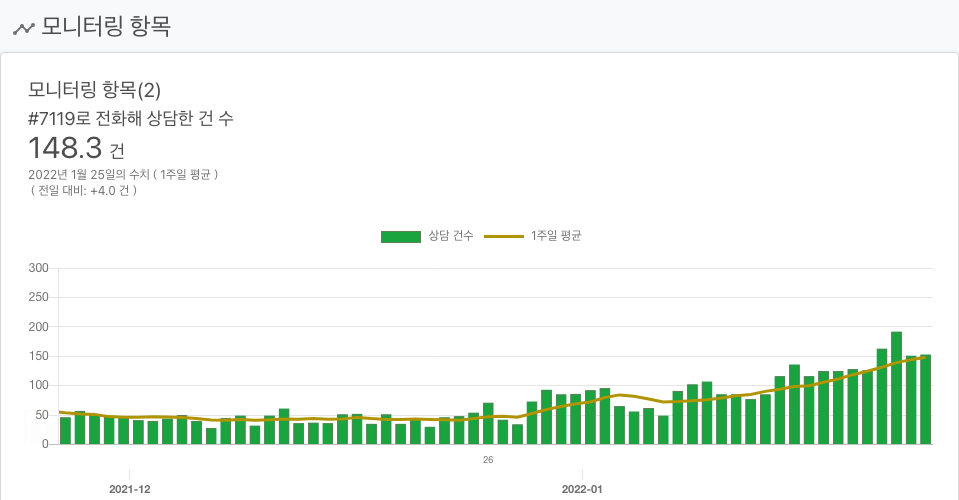 모니터링 항목
모니터링 항목(2)
#7119로 전화해 상담한 건 수
148.3 건
2022년 1월 25일의 수치 ( 1주일 평균 )
( 전일 대비: +4.0 건 )
상담 건수 1주일 평균
300
250
200
150
100
50
0
26
2021-12 2022-01